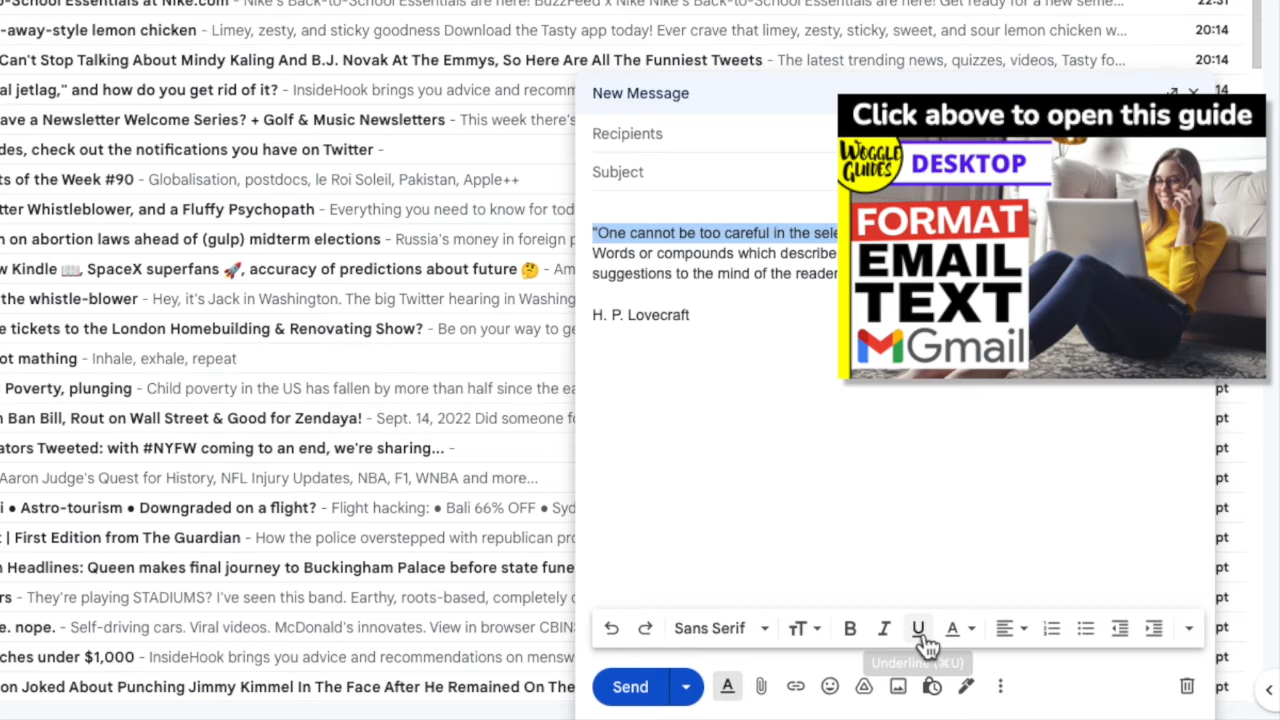 -School Essentials at Nike.com - Nike's Back-to-School Essentials are here! BuzzFeed x Nike Nike's Back-to-School Essentials are here! Get ready for a new seme... 22:31
-away-style lemon chicken - Limey, zesty, and sticky goodness Download the Tasty app today! Ever crave that limey, zesty, sticky, sweet, and sour lemon chicken w... 20:14
Can't Stop Talking About Mindy Kaling And B.J. Novak At The Emmys, So Here Are All The Funniest Tweets - The latest trending news, quizzes, videos, Tasty fo... 20:14
al jetlag," and how do you get rid of it? - InsideHook brings you advice and recomm 14
ave a Newsletter Welcome Series? + Golf & Music Newsletters - This week there's
des, check out the notifications you have on Twitter -
ts of the Week #90 - Globalisation, postdocs, le Roi Soleil, Pakistan, Apple++
tter Whistleblower, and a Fluffy Psychopath - Everything you need to know for tod
n on abortion laws ahead of (gulp) midterm elections - Russia's money in foreign p
w Kindle 📖, SpaceX superfans 🚀, accuracy of predictions about future 🤔 - Am
the whistle-blower - Hey, it's Jack in Washington. The big Twitter hearing in Washing
e tickets to the London Homebuilding & Renovating Show? - Be on your way to ge
ot mathing - Inhale, exhale, repeat
Poverty, plunging - Child poverty in the US has fallen by more than half since the ea pt
n Ban Bill, Rout on Wall Street & Good for Zendaya! - Sept. 14, 2022 Did someone fo pt
ators Tweeted: with #NYFW coming to an end, we're sharing... - pt
Aaron Judge's Quest for History, NFL Injury Updates, NBA, F1, WNBA and more... pt
i ● Astro-tourism ● Downgraded on a flight? - Flight hacking: ● Bali 66% OFF ● Syd pt
: | First Edition from The Guardian - How the police overstepped with republican pro pt
n Headlines: Queen makes final journey to Buckingham Palace before state fune pt
rs - They're playing STADIUMS? I've seen this band. Earthy, roots-based, completely c pt
e. nope. - Self-driving cars. Viral videos. McDonald's innovates. View in browser CBIN pt
ches under $1,000 - InsideHook brings you advice and recommendations on mensw pt
on Joked About Punching Jimmy Kimmel In The Face After He Remained On The pt
New Message
Recipients
Subject
"One cannot be too careful in the sele
Words or compounds which describe
suggestions to the mind of the reader
H. P. Lovecraft
Click above to open this guide
WOGGLE
GUIDES
DESKTOP
FORMAT
EMAIL
TEXT
Gmail
Sans Serif
Underline (⌘U)
Send